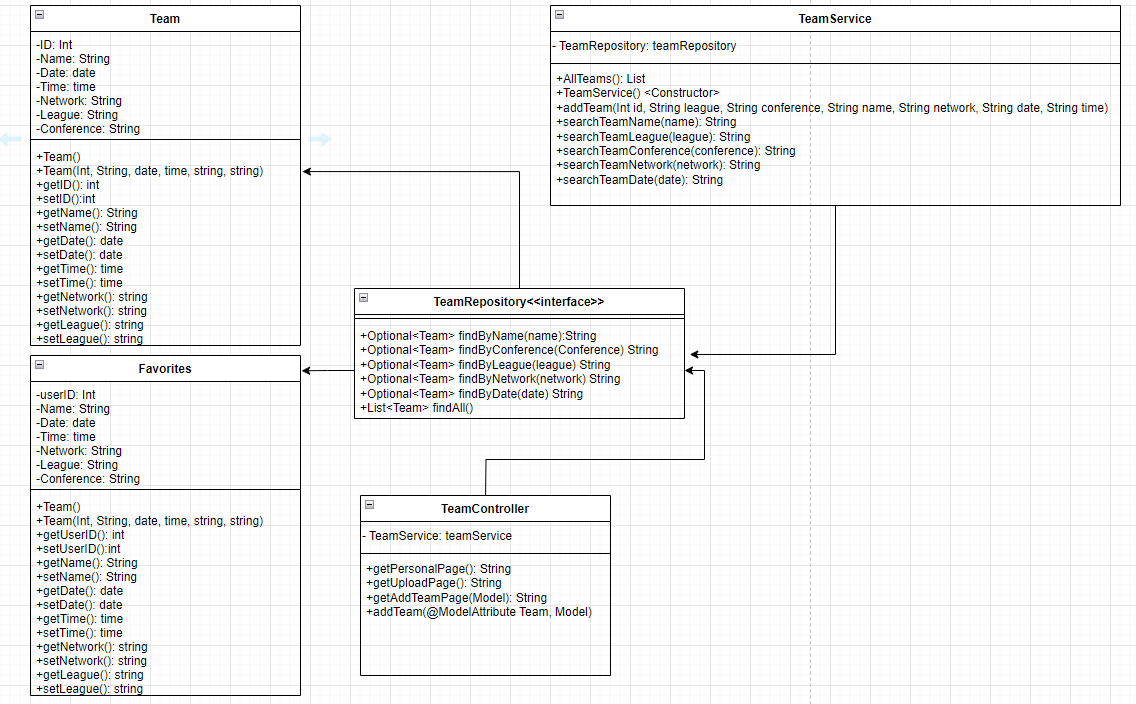 Team
-ID: Int
-Name: String
-Date: date
-Time: time
-Network: String
-League: String
-Conference: String
+Team()
+Team(Int, String, date, time, string, string)
+getID(): int
+setID():int
+getName(): String
+setName(): String
+getDate(): date
+setDate(): date
+getTime(): time
+setTime(): time
+getNetwork(): string
+setNetwork(): string
+getLeague(): string
+setLeague(): string
TeamService
- TeamRepository: teamRepository
+AllTeams(): List
+TeamService() <Constructor>
+addTeam(Int id, String league, String conference, String name, String network, String date, String time)
+searchTeamName(name): String
+searchTeamLeague(league): String
+searchTeamConference(conference): String
+searchTeamNetwork(network): String
+searchTeamDate(date): String
TeamRepository<<interface>>
+Optional<Team> findByName(name):String
+Optional<Team> findByConference(Conference) String
+Optional<Team> findByLeague(league) String
+Optional<Team> findByNetwork(network) String
+Optional<Team> findByDate(date) String
+List<Team> findAll()
Favorites
-userID: Int
-Name: String
-Date: date
-Time: time
-Network: String
-League: String
-Conference: String
+Team()
+Team(Int, String, date, time, string, string)
+getUserID(): int
+setUserID():int
+getName(): String
+setName(): String
+getDate(): date
+setDate(): date
+getTime(): time
+setTime(): time
+getNetwork(): string
+setNetwork(): string
+getLeague(): string
+setLeague(): string
TeamController
- TeamService: teamService
+getPersonalPage(): String
+getUploadPage(): String
+getAddTeamPage(Model): String
+addTeam(@ModelAttribute Team, Model)